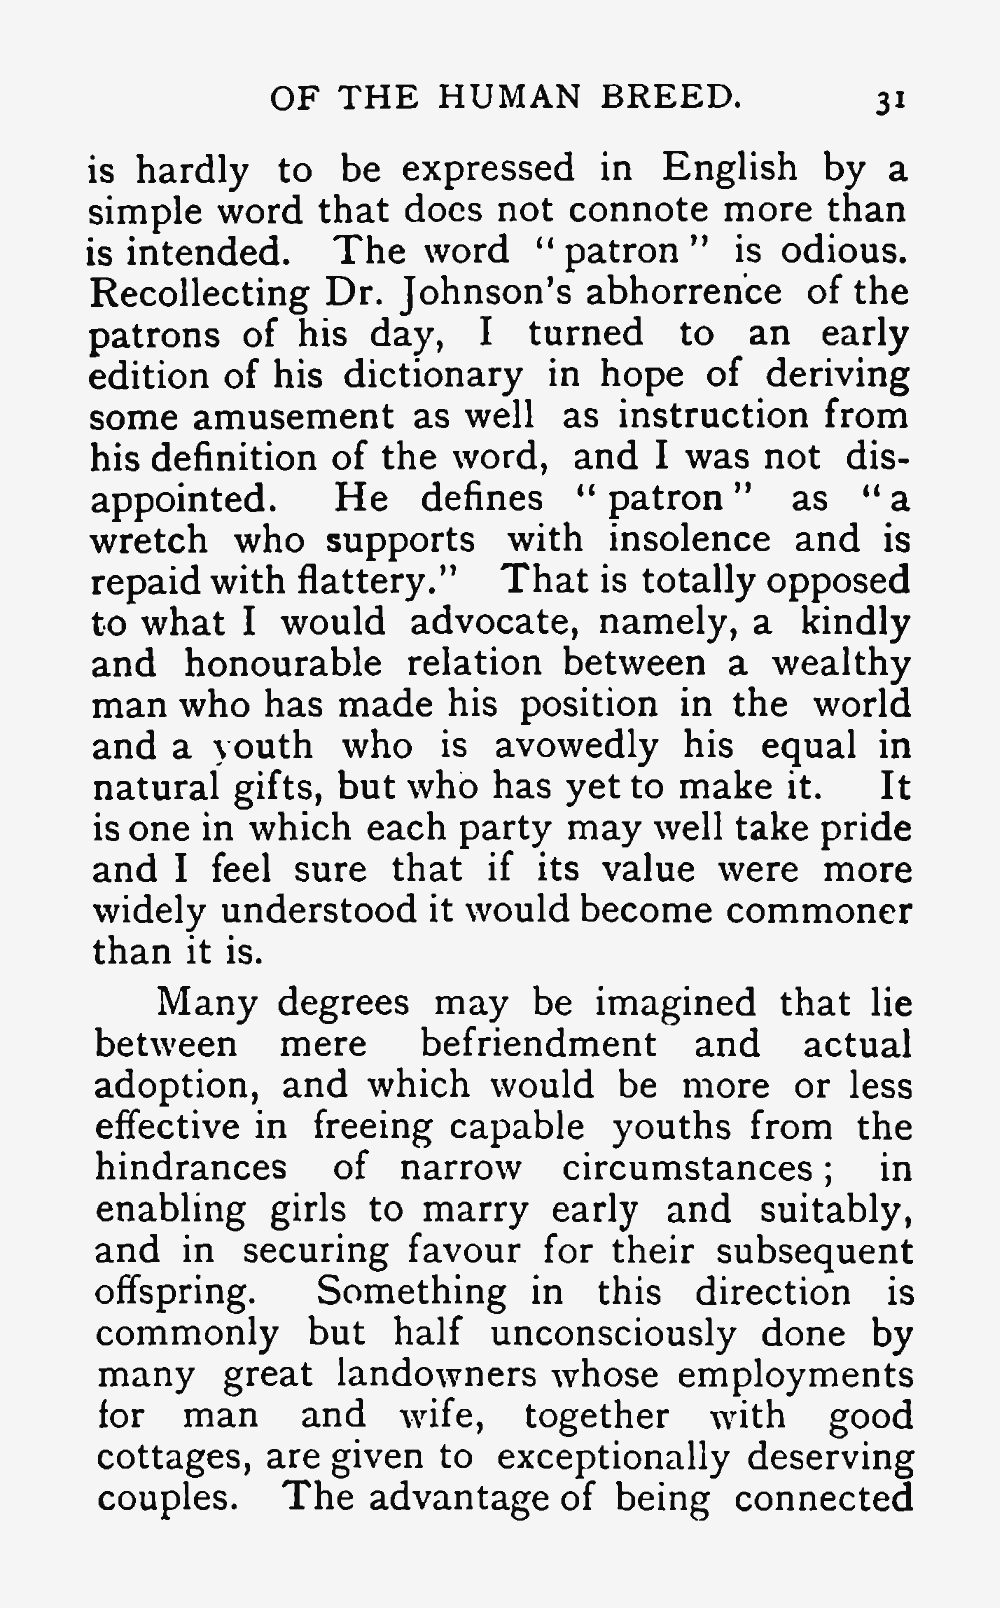 OF THE HUMAN BREED. 31
is hardly to be expressed in English by a
simple word that does not connote more than
is intended. The word “patron” is odious.
Recollecting Dr. Johnson’s abhorrence of the
patrons of his day, I turned to an early
edition of his dictionary in hope of deriving
some amusement as well as instruction from
his definition of the word, and I was not dis-
appointed. He defines “patron” as “a
wretch who supports with insolence and is
repaid with flattery.” That is totally opposed
to what I would advocate, namely, a kindly
and honourable relation between a wealthy
man who has made his position in the world
and a youth who is avowedly his equal in
natural gifts, but who has yet to make it. It
is one in which each party may well take pride
and I feel sure that if its value were more
widely understood it would become commoner
than it is.
Many degrees may be imagined that lie
between mere befriendment and actual
adoption, and which would be more or less
effective in freeing capable youths from the
hindrances of narrow circumstances; in
enabling girls to marry early and suitably,
and in securing favour for their subsequent
offspring. Something in this direction is
commonly but half unconsciously done by
many great landowners whose employments
for man and wife, together with good
cottages, are given to exceptionally deserving
couples. The advantage of being connected